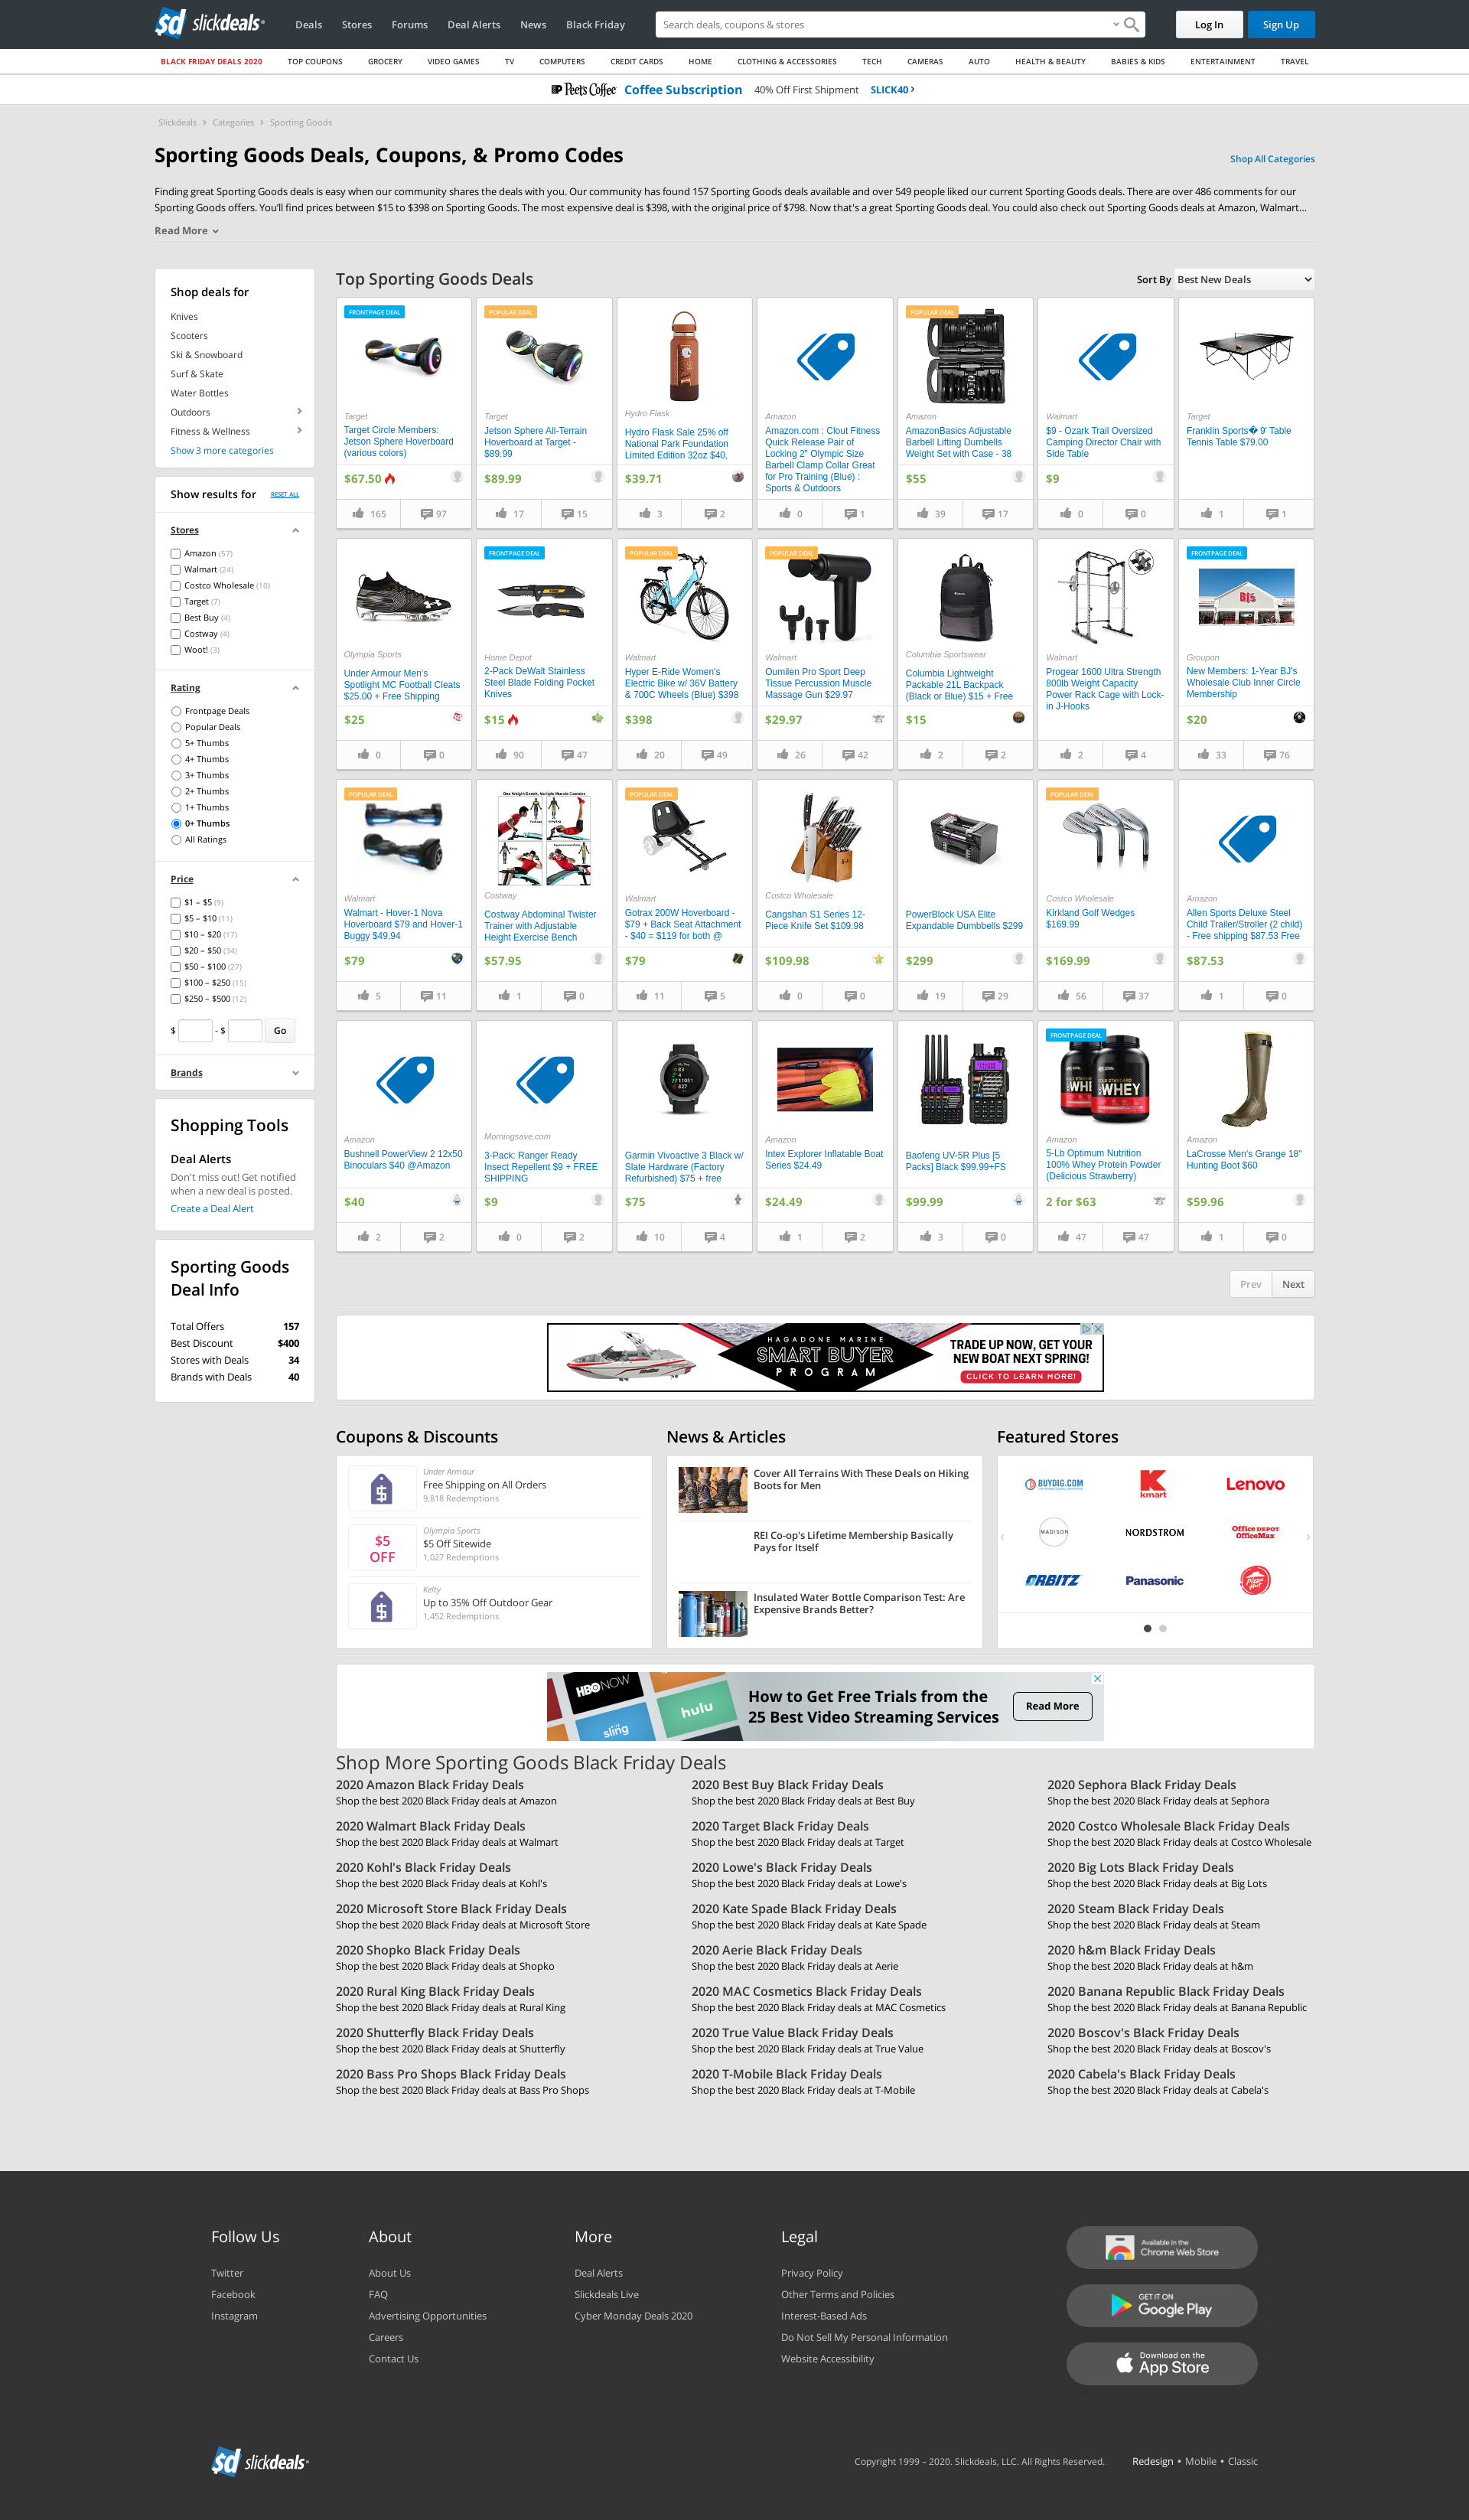 sd slickdeals
Deals Stores Forums Deal Alerts News Black Friday
Search deals, coupons & stores
Log In Sign Up
BLACK FRIDAY DEALS 2020 TOP COUPONS GROCERY VIDEO GAMES TV COMPUTERS CREDIT CARDS HOME CLOTHING & ACCESSORIES TECH CAMERAS AUTO HEALTH & BEAUTY BABIES & KIDS ENTERTAINMENT TRAVEL
Peet's Coffee Coffee Subscription 40% Off First Shipment SLICK40 ›
Slickdeals › Categories › Sporting Goods
Sporting Goods Deals, Coupons, & Promo Codes
Shop All Categories
Finding great Sporting Goods deals is easy when our community shares the deals with you. Our community has found 157 Sporting Goods deals available and over 549 people liked our current Sporting Goods deals. There are over 486 comments for our
Sporting Goods offers. You'll find prices between $15 to $398 on Sporting Goods. The most expensive deal is $398, with the original price of $798. Now that's a great Sporting Goods deal. You could also check out Sporting Goods deals at Amazon, Walmart...
Read More
Shop deals for
Knives
Scooters
Ski & Snowboard
Surf & Skate
Water Bottles
Outdoors
Fitness & Wellness
Show 3 more categories
Show results for RESET ALL
Stores
Amazon (57)
Walmart (24)
Costco Wholesale (10)
Target (7)
Best Buy (4)
Costway (4)
Woot! (3)
Rating
Frontpage Deals
Popular Deals
5+ Thumbs
4+ Thumbs
3+ Thumbs
2+ Thumbs
1+ Thumbs
0+ Thumbs
All Ratings
Price
$1 – $5 (9)
$5 – $10 (11)
$10 – $20 (17)
$20 – $50 (34)
$50 – $100 (27)
$100 – $250 (15)
$250 – $500 (12)
$ - $ Go
Brands
Shopping Tools
Deal Alerts
Don't miss out! Get notified
when a new deal is posted.
Create a Deal Alert
Sporting Goods
Deal Info
Total Offers 157
Best Discount $400
Stores with Deals 34
Brands with Deals 40
Top Sporting Goods Deals
Sort By Best New Deals
FRONTPAGE DEAL
Target
Target Circle Members:
Jetson Sphere Hoverboard
(various colors)
$67.50
165 97
POPULAR DEAL
Target
Jetson Sphere All-Terrain
Hoverboard at Target -
$89.99
$89.99
17 15
Hydro Flask
Hydro Flask Sale 25% off
National Park Foundation
Limited Edition 32oz $40,
$39.71
3 2
Amazon
Amazon.com : Clout Fitness
Quick Release Pair of
Locking 2" Olympic Size
Barbell Clamp Collar Great
for Pro Training (Blue) :
Sports & Outdoors
0 1
POPULAR DEAL
Amazon
AmazonBasics Adjustable
Barbell Lifting Dumbells
Weight Set with Case - 38
$55
39 17
Walmart
$9 - Ozark Trail Oversized
Camping Director Chair with
Side Table
$9
0 0
Target
Franklin Sports� 9' Table
Tennis Table $79.00
1 1
Olympia Sports
Under Armour Men's
Spotlight MC Football Cleats
$25.00 + Free Shipping
$25
0 0
FRONTPAGE DEAL
Home Depot
2-Pack DeWalt Stainless
Steel Blade Folding Pocket
Knives
$15
90 47
POPULAR DEAL
Walmart
Hyper E-Ride Women's
Electric Bike w/ 36V Battery
& 700C Wheels (Blue) $398
$398
20 49
POPULAR DEAL
Walmart
Oumilen Pro Sport Deep
Tissue Percussion Muscle
Massage Gun $29.97
$29.97
26 42
Columbia Sportswear
Columbia Lightweight
Packable 21L Backpack
(Black or Blue) $15 + Free
$15
2 2
Walmart
Progear 1600 Ultra Strength
800lb Weight Capacity
Power Rack Cage with Lock-
in J-Hooks
2 4
FRONTPAGE DEAL
BJ's
Groupon
New Members: 1-Year BJ's
Wholesale Club Inner Circle
Membership
$20
33 76
POPULAR DEAL
Walmart
Walmart - Hover-1 Nova
Hoverboard $79 and Hover-1
Buggy $49.94
$79
5 11
One Weight Bench, Multiple Muscle Exercise
Costway
Costway Abdominal Twister
Trainer with Adjustable
Height Exercise Bench
$57.95
1 0
POPULAR DEAL
Walmart
Gotrax 200W Hoverboard -
$79 + Back Seat Attachment
- $40 = $119 for both @
$79
11 5
Costco Wholesale
Cangshan S1 Series 12-
Piece Knife Set $109.98
$109.98
0 0
PowerBlock USA Elite
Expandable Dumbbells $299
$299
19 29
POPULAR DEAL
Costco Wholesale
Kirkland Golf Wedges
$169.99
$169.99
56 37
Amazon
Allen Sports Deluxe Steel
Child Trailer/Stroller (2 child)
- Free shipping $87.53 Free
$87.53
1 0
Amazon
Bushnell PowerView 2 12x50
Binoculars $40 @Amazon
$40
2 2
Morningsave.com
3-Pack: Ranger Ready
Insect Repellent $9 + FREE
SHIPPING
$9
0 2
Garmin Vivoactive 3 Black w/
Slate Hardware (Factory
Refurbished) $75 + free
$75
10 4
Amazon
Intex Explorer Inflatable Boat
Series $24.49
$24.49
1 2
Baofeng UV-5R Plus [5
Packs] Black $99.99+FS
$99.99
3 0
FRONTPAGE DEAL
WHEY
GOLD STANDARD
WHEY
Amazon
5-Lb Optimum Nutrition
100% Whey Protein Powder
(Delicious Strawberry)
2 for $63
47 47
Amazon
LaCrosse Men's Grange 18"
Hunting Boot $60
$59.96
1 0
Prev Next
HAGADONE MARINE
SMART BUYER
PROGRAM
TRADE UP NOW, GET YOUR
NEW BOAT NEXT SPRING!
CLICK TO LEARN MORE!
Coupons & Discounts
Under Armour
Free Shipping on All Orders
9,818 Redemptions
$5
OFF
Olympia Sports
$5 Off Sitewide
1,027 Redemptions
Kelty
Up to 35% Off Outdoor Gear
1,452 Redemptions
News & Articles
Cover All Terrains With These Deals on Hiking
Boots for Men
REI Co-op's Lifetime Membership Basically
Pays for Itself
Insulated Water Bottle Comparison Test: Are
Expensive Brands Better?
Featured Stores
BUYDIG.COM
K kmart
Lenovo
MADISON
NORDSTROM
Office DEPOT
OfficeMax
ORBITZ
Panasonic
Pizza Hut
HBO NOW
hulu
sling
How to Get Free Trials from the
25 Best Video Streaming Services
Read More
Shop More Sporting Goods Black Friday Deals
2020 Amazon Black Friday Deals
Shop the best 2020 Black Friday deals at Amazon
2020 Best Buy Black Friday Deals
Shop the best 2020 Black Friday deals at Best Buy
2020 Sephora Black Friday Deals
Shop the best 2020 Black Friday deals at Sephora
2020 Walmart Black Friday Deals
Shop the best 2020 Black Friday deals at Walmart
2020 Target Black Friday Deals
Shop the best 2020 Black Friday deals at Target
2020 Costco Wholesale Black Friday Deals
Shop the best 2020 Black Friday deals at Costco Wholesale
2020 Kohl's Black Friday Deals
Shop the best 2020 Black Friday deals at Kohl's
2020 Lowe's Black Friday Deals
Shop the best 2020 Black Friday deals at Lowe's
2020 Big Lots Black Friday Deals
Shop the best 2020 Black Friday deals at Big Lots
2020 Microsoft Store Black Friday Deals
Shop the best 2020 Black Friday deals at Microsoft Store
2020 Kate Spade Black Friday Deals
Shop the best 2020 Black Friday deals at Kate Spade
2020 Steam Black Friday Deals
Shop the best 2020 Black Friday deals at Steam
2020 Shopko Black Friday Deals
Shop the best 2020 Black Friday deals at Shopko
2020 Aerie Black Friday Deals
Shop the best 2020 Black Friday deals at Aerie
2020 h&m Black Friday Deals
Shop the best 2020 Black Friday deals at h&m
2020 Rural King Black Friday Deals
Shop the best 2020 Black Friday deals at Rural King
2020 MAC Cosmetics Black Friday Deals
Shop the best 2020 Black Friday deals at MAC Cosmetics
2020 Banana Republic Black Friday Deals
Shop the best 2020 Black Friday deals at Banana Republic
2020 Shutterfly Black Friday Deals
Shop the best 2020 Black Friday deals at Shutterfly
2020 True Value Black Friday Deals
Shop the best 2020 Black Friday deals at True Value
2020 Boscov's Black Friday Deals
Shop the best 2020 Black Friday deals at Boscov's
2020 Bass Pro Shops Black Friday Deals
Shop the best 2020 Black Friday deals at Bass Pro Shops
2020 T-Mobile Black Friday Deals
Shop the best 2020 Black Friday deals at T-Mobile
2020 Cabela's Black Friday Deals
Shop the best 2020 Black Friday deals at Cabela's
Follow Us
Twitter
Facebook
Instagram
About
About Us
FAQ
Advertising Opportunities
Careers
Contact Us
More
Deal Alerts
Slickdeals Live
Cyber Monday Deals 2020
Legal
Privacy Policy
Other Terms and Policies
Interest-Based Ads
Do Not Sell My Personal Information
Website Accessibility
Available in the
Chrome Web Store
GET IT ON
Google Play
Download on the
App Store
sd slickdeals
Copyright 1999 – 2020. Slickdeals, LLC. All Rights Reserved.
Redesign • Mobile • Classic